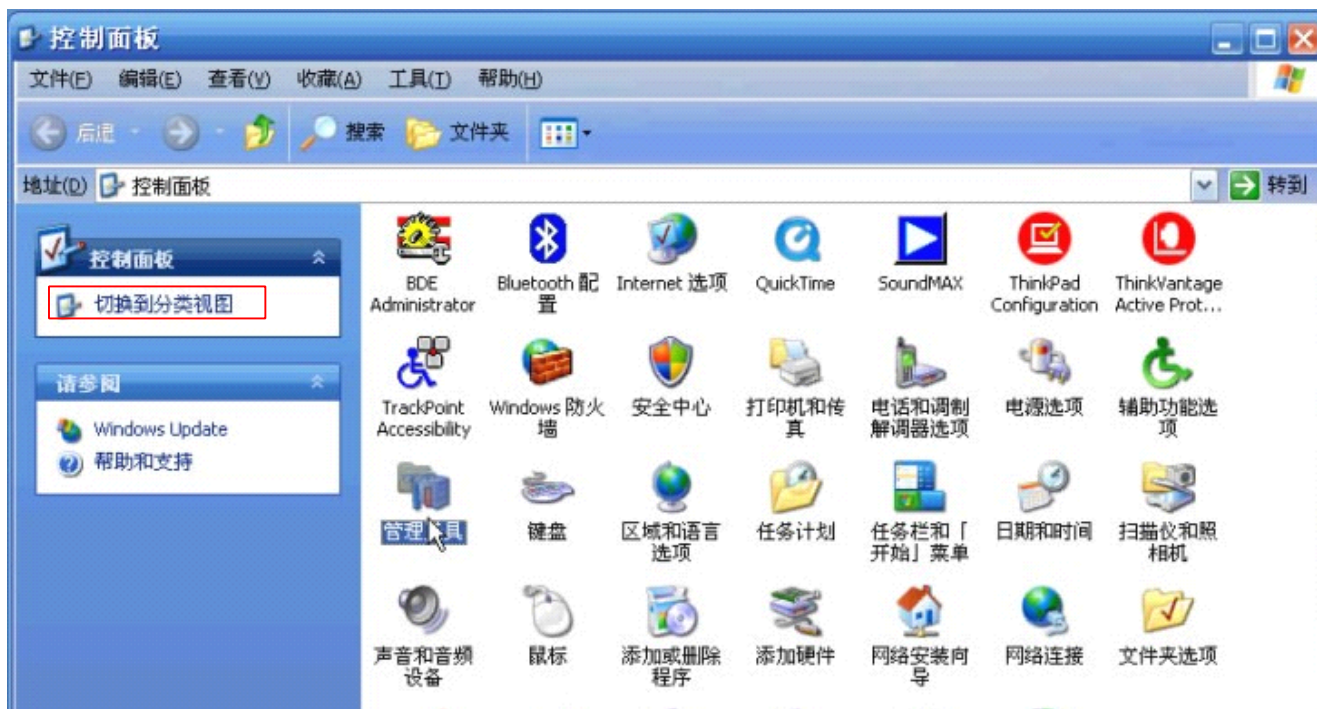 控制面板
文件(F) 编辑(E) 查看(V) 收藏(A) 工具(T) 帮助(H)
后退 搜索 文件夹
地址(D) 控制面板 转到
控制面板
切换到分类视图
请参阅
Windows Update
帮助和支持
BDE
Administrator
Bluetooth 配
置
Internet 选项
QuickTime
SoundMAX
ThinkPad
Configuration
ThinkVantage
Active Prot...
TrackPoint
Accessibility
Windows 防火
墙
安全中心
打印机和传
真
电话和调制
解调器选项
电源选项
辅助功能选
项
管理工具
键盘
区域和语言
选项
任务计划
任务栏和「
开始」菜单
日期和时间
扫描仪和照
相机
声音和音频
设备
鼠标
添加或删除
程序
添加硬件
网络安装向
导
网络连接
文件夹选项